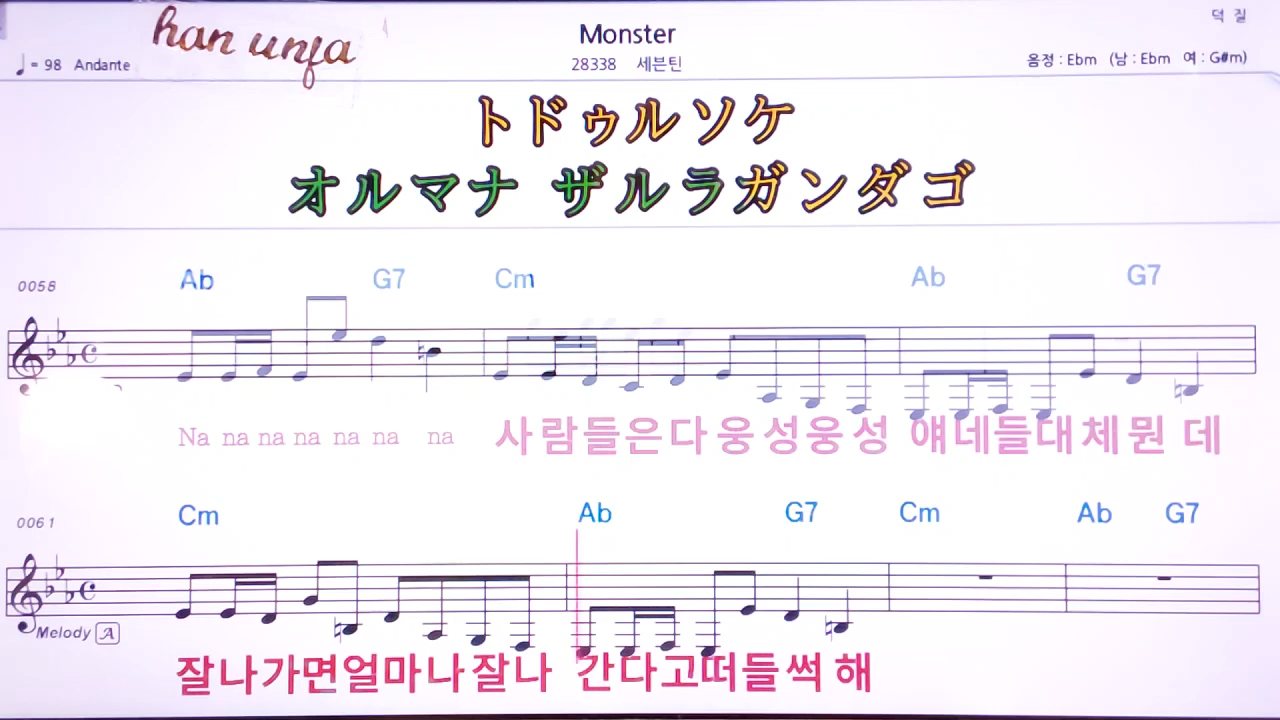 덕 질
han unfa
Monster
♩= 98 Andante
28338 세븐틴
음정 : Ebm (남 : Ebm 여 : G#m)
トドゥルソケ
オルマナ ザルラガンダゴ
0058
Ab G7 Cm Ab G7
Na na na na na na na 사람들은다웅성웅성 얘네들대체뭔데
0061
Cm Ab G7 Cm Ab G7
Melody A
잘나가면얼마나잘나 간다고떠들썩해